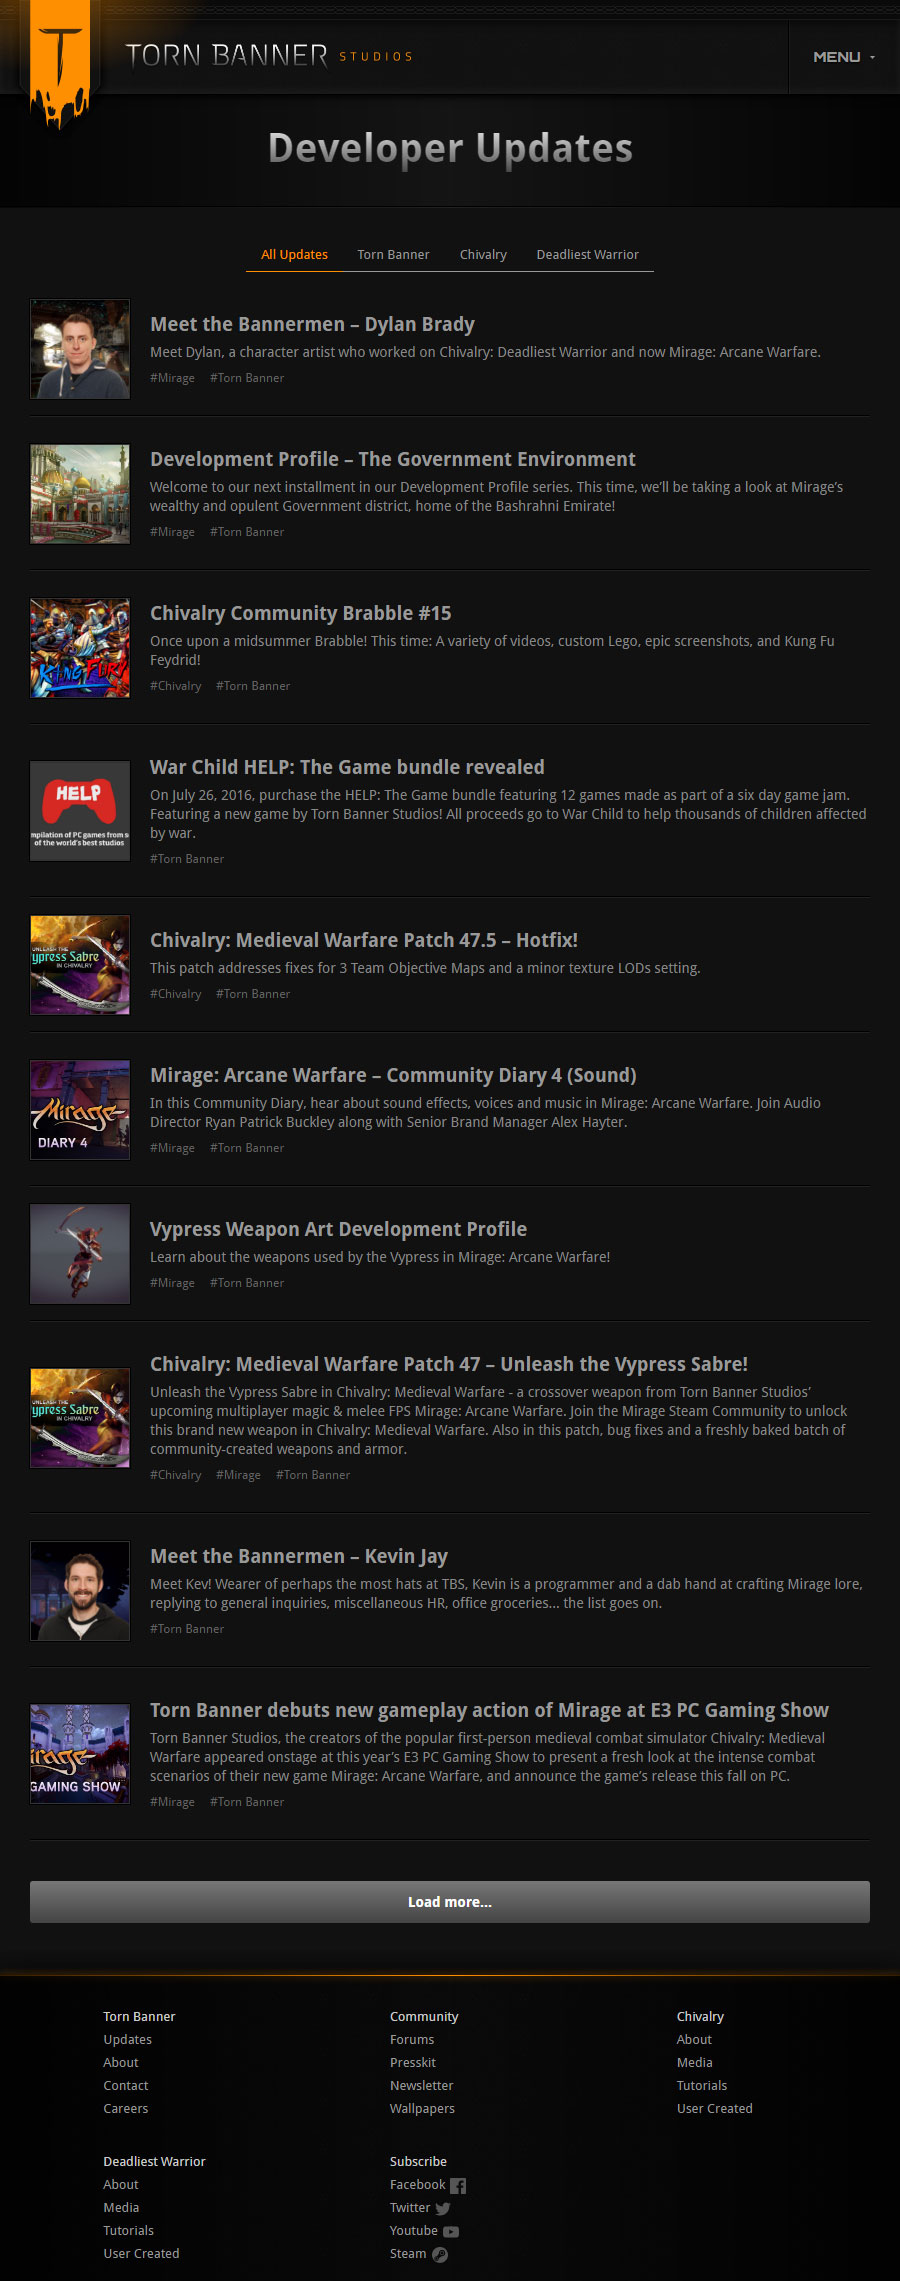 TORN BANNER STUDIOS
MENU
Developer Updates
All Updates Torn Banner Chivalry Deadliest Warrior
Meet the Bannermen – Dylan Brady
Meet Dylan, a character artist who worked on Chivalry: Deadliest Warrior and now Mirage: Arcane Warfare.
#Mirage #Torn Banner
Development Profile – The Government Environment
Welcome to our next installment in our Development Profile series. This time, we’ll be taking a look at Mirage’s
wealthy and opulent Government district, home of the Bashrahni Emirate!
#Mirage #Torn Banner
KUNG FURY
Chivalry Community Brabble #15
Once upon a midsummer Brabble! This time: A variety of videos, custom Lego, epic screenshots, and Kung Fu
Feydrid!
#Chivalry #Torn Banner
HELP
mpilation of PC games from s
of the world's best studios
War Child HELP: The Game bundle revealed
On July 26, 2016, purchase the HELP: The Game bundle featuring 12 games made as part of a six day game jam.
Featuring a new game by Torn Banner Studios! All proceeds go to War Child to help thousands of children affected
by war.
#Torn Banner
UNLEASH THE
ypress Sabre
IN CHIVALRY
Chivalry: Medieval Warfare Patch 47.5 – Hotfix!
This patch addresses fixes for 3 Team Objective Maps and a minor texture LODs setting.
#Chivalry #Torn Banner
Mirage
DIARY 4
Mirage: Arcane Warfare – Community Diary 4 (Sound)
In this Community Diary, hear about sound effects, voices and music in Mirage: Arcane Warfare. Join Audio
Director Ryan Patrick Buckley along with Senior Brand Manager Alex Hayter.
#Mirage #Torn Banner
Vypress Weapon Art Development Profile
Learn about the weapons used by the Vypress in Mirage: Arcane Warfare!
#Mirage #Torn Banner
UNLEASH THE
ypress Sabre
IN CHIVALRY
Chivalry: Medieval Warfare Patch 47 – Unleash the Vypress Sabre!
Unleash the Vypress Sabre in Chivalry: Medieval Warfare - a crossover weapon from Torn Banner Studios’
upcoming multiplayer magic & melee FPS Mirage: Arcane Warfare. Join the Mirage Steam Community to unlock
this brand new weapon in Chivalry: Medieval Warfare. Also in this patch, bug fixes and a freshly baked batch of
community-created weapons and armor.
#Chivalry #Mirage #Torn Banner
Meet the Bannermen – Kevin Jay
Meet Kev! Wearer of perhaps the most hats at TBS, Kevin is a programmer and a dab hand at crafting Mirage lore,
replying to general inquiries, miscellaneous HR, office groceries... the list goes on.
#Torn Banner
irage
GAMING SHOW
Torn Banner debuts new gameplay action of Mirage at E3 PC Gaming Show
Torn Banner Studios, the creators of the popular first-person medieval combat simulator Chivalry: Medieval
Warfare appeared onstage at this year’s E3 PC Gaming Show to present a fresh look at the intense combat
scenarios of their new game Mirage: Arcane Warfare, and announce the game’s release this fall on PC.
#Mirage #Torn Banner
Load more...
Torn Banner
Updates
About
Contact
Careers
Community
Forums
Presskit
Newsletter
Wallpapers
Chivalry
About
Media
Tutorials
User Created
Deadliest Warrior
About
Media
Tutorials
User Created
Subscribe
Facebook
Twitter
Youtube
Steam